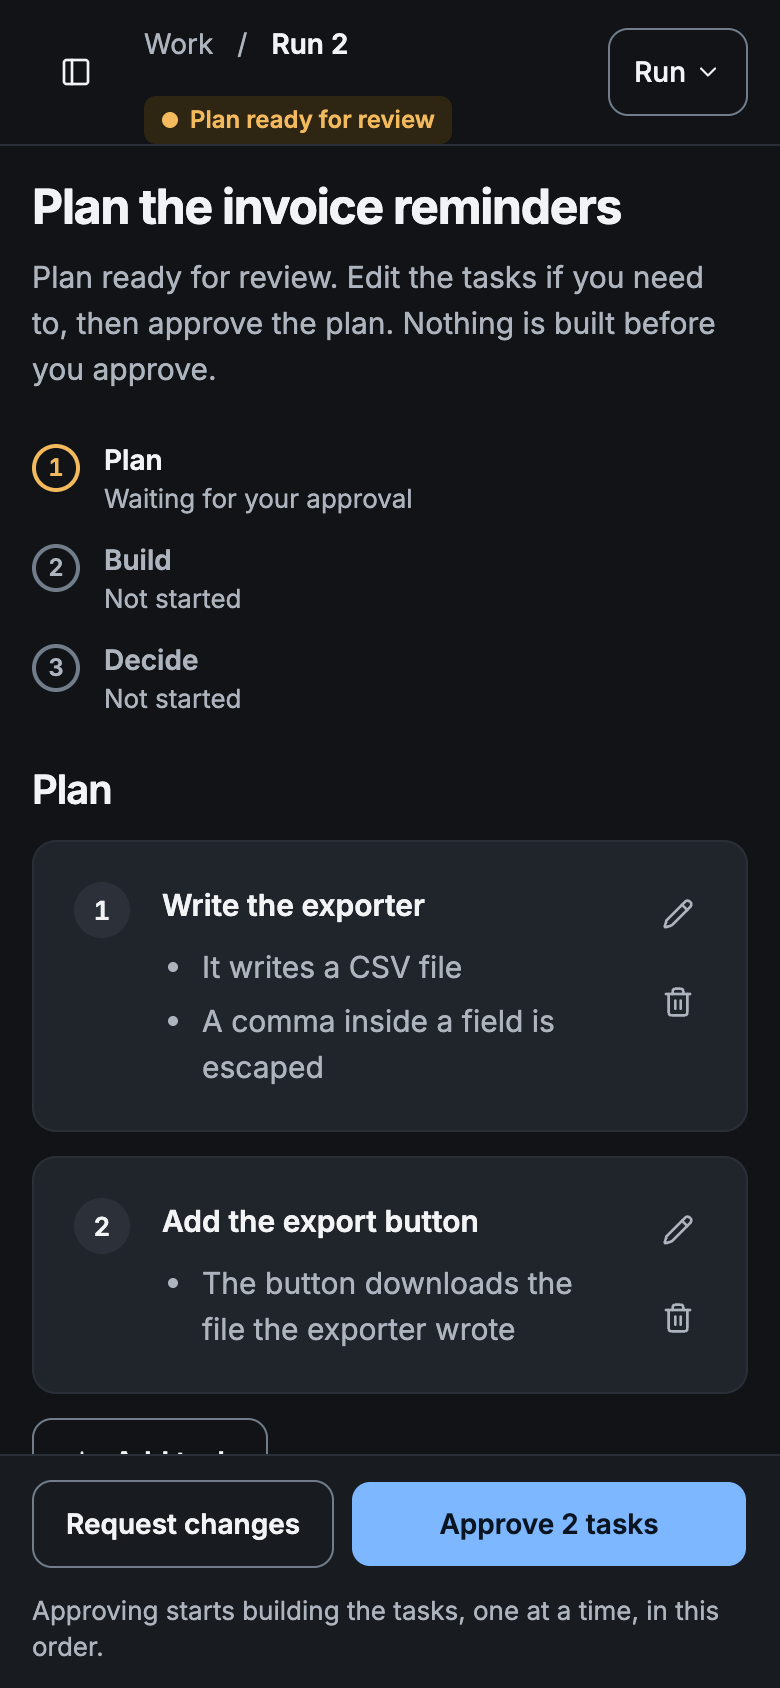 Work / Run 2
Run
Plan ready for review
Plan the invoice reminders
Plan ready for review. Edit the tasks if you need
to, then approve the plan. Nothing is built before
you approve.
1 Plan
Waiting for your approval
2 Build
Not started
3 Decide
Not started
Plan
1 Write the exporter
• It writes a CSV file
• A comma inside a field is
escaped
2 Add the export button
• The button downloads the
file the exporter wrote
Request changes
Approve 2 tasks
Approving starts building the tasks, one at a time, in this
order.